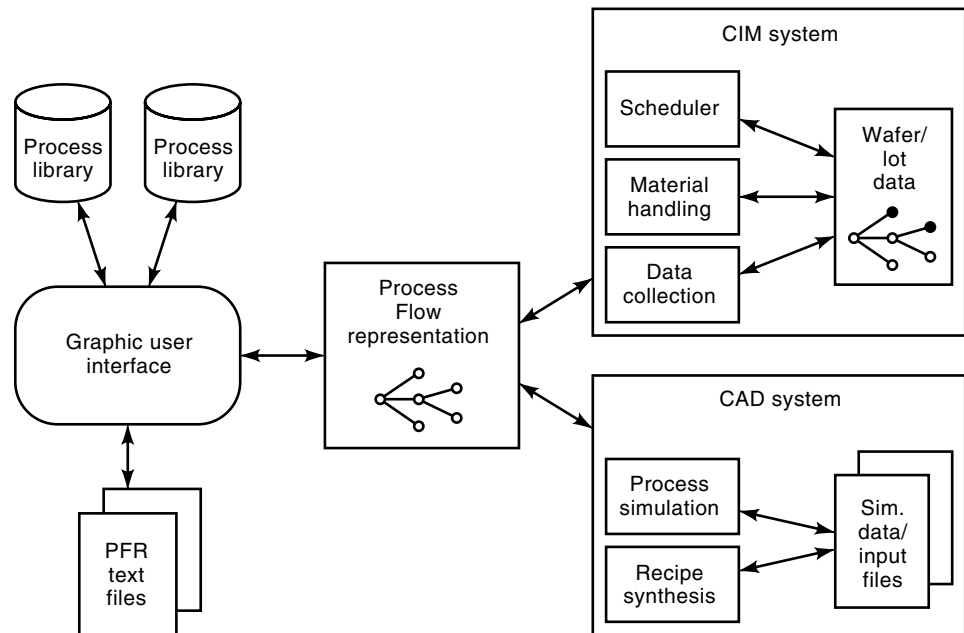 Process
library
Process
library
Graphic user
interface
PFR
text
files
Process
Flow
representation
CIM system
Scheduler
Material
handling
Data
collection
Wafer/
lot
data
CAD system
Process
simulation
Recipe
synthesis
Sim.
data/
input
files